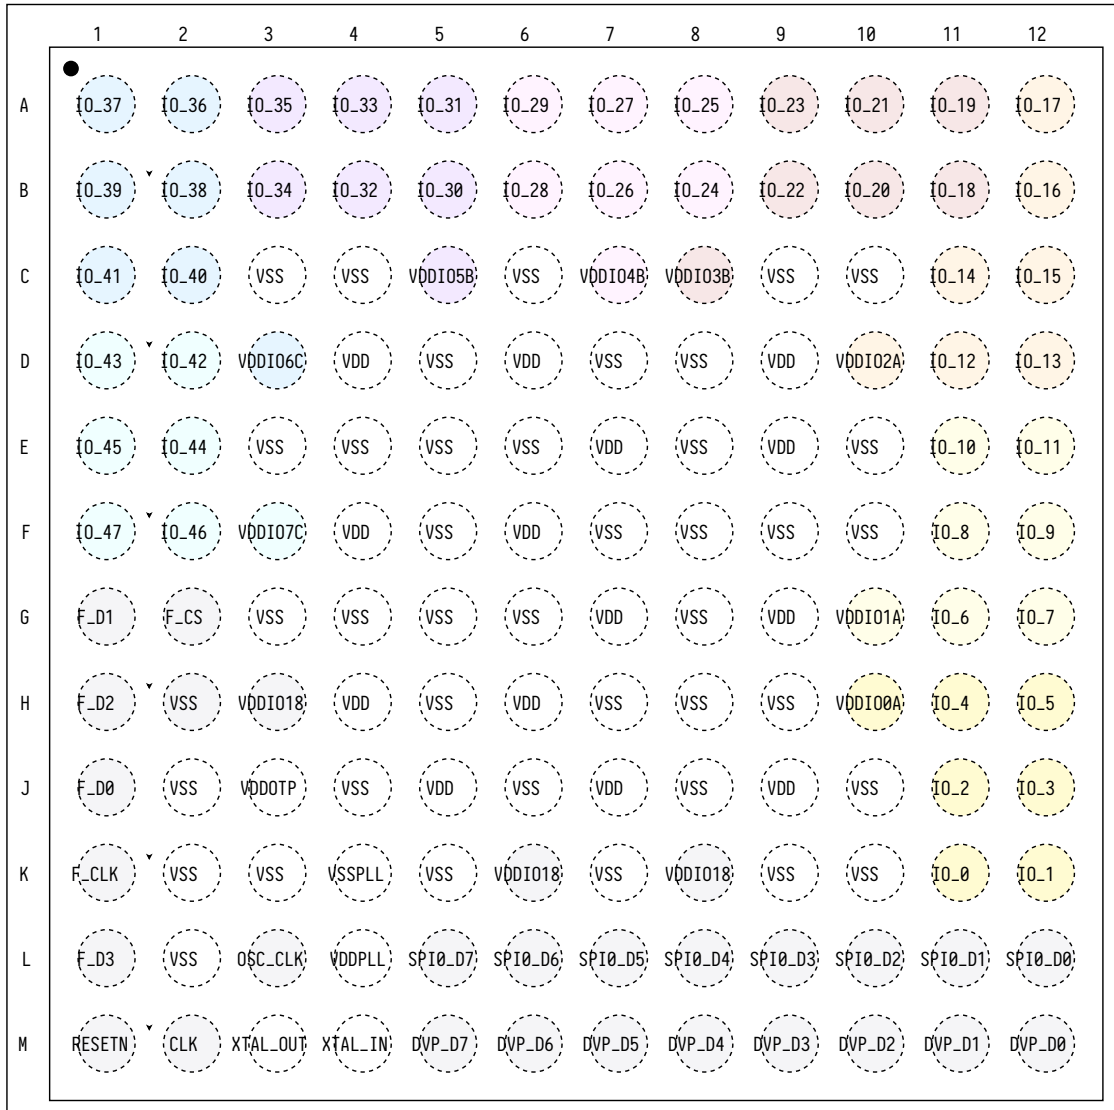 1 2 3 4 5 6 7 8 9 10 11 12
A IO_37 IO_36 IO_35 IO_33 IO_31 IO_29 IO_27 IO_25 IO_23 IO_21 IO_19 IO_17
B IO_39 IO_38 IO_34 IO_32 IO_30 IO_28 IO_26 IO_24 IO_22 IO_20 IO_18 IO_16
C IO_41 IO_40 VSS VSS VDDIO5B VSS VDDIO4B VDDIO3B VSS VSS IO_14 IO_15
D IO_43 IO_42 VDDIO6C VDD VSS VDD VSS VSS VDD VDDIO2A IO_12 IO_13
E IO_45 IO_44 VSS VSS VSS VSS VDD VSS VDD VSS IO_10 IO_11
F IO_47 IO_46 VDDIO7C VDD VSS VDD VSS VSS VSS VSS IO_8 IO_9
G F_D1 F_CS VSS VSS VSS VSS VDD VSS VDD VDDIO1A IO_6 IO_7
H F_D2 VSS VDDIO18 VDD VSS VDD VSS VSS VSS VDDIO0A IO_4 IO_5
J F_D0 VSS VDDOTP VSS VDD VSS VDD VSS VDD VSS IO_2 IO_3
K F_CLK VSS VSS VSSPLL VSS VDDIO18 VSS VDDIO18 VSS VSS IO_0 IO_1
L F_D3 VSS OSC_CLK VDDPLL SPI0_D7 SPI0_D6 SPI0_D5 SPI0_D4 SPI0_D3 SPI0_D2 SPI0_D1 SPI0_D0
M RESETN CLK XTAL_OUT XTAL_IN DVP_D7 DVP_D6 DVP_D5 DVP_D4 DVP_D3 DVP_D2 DVP_D1 DVP_D0